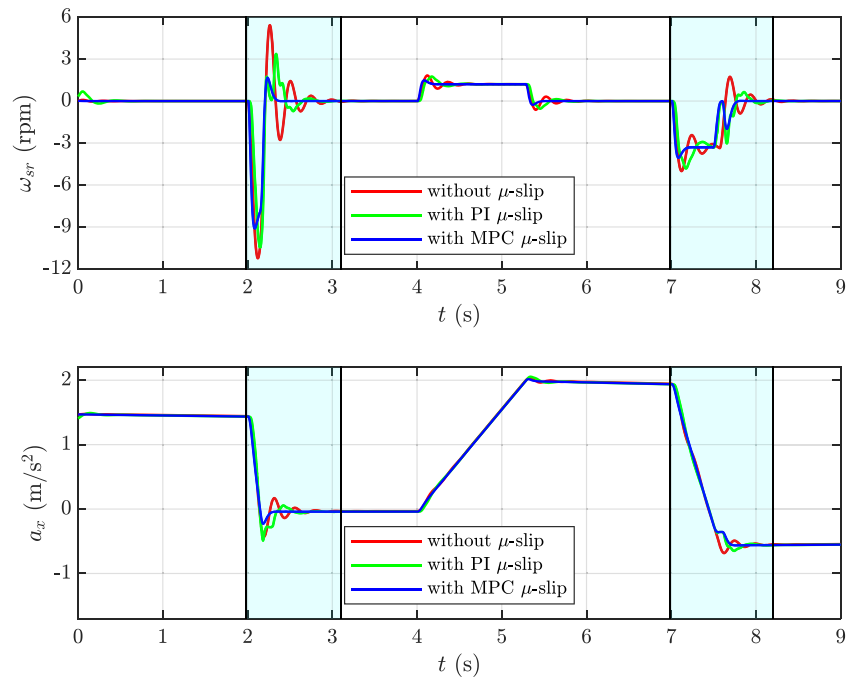 6
3
0
-3
-6
-9
-12
ω_sr (rpm)
without μ-slip
with PI μ-slip
with MPC μ-slip
0 1 2 3 4 5 6 7 8 9
t (s)
2
1
0
-1
a_x (m/s²)
without μ-slip
with PI μ-slip
with MPC μ-slip
0 1 2 3 4 5 6 7 8 9
t (s)